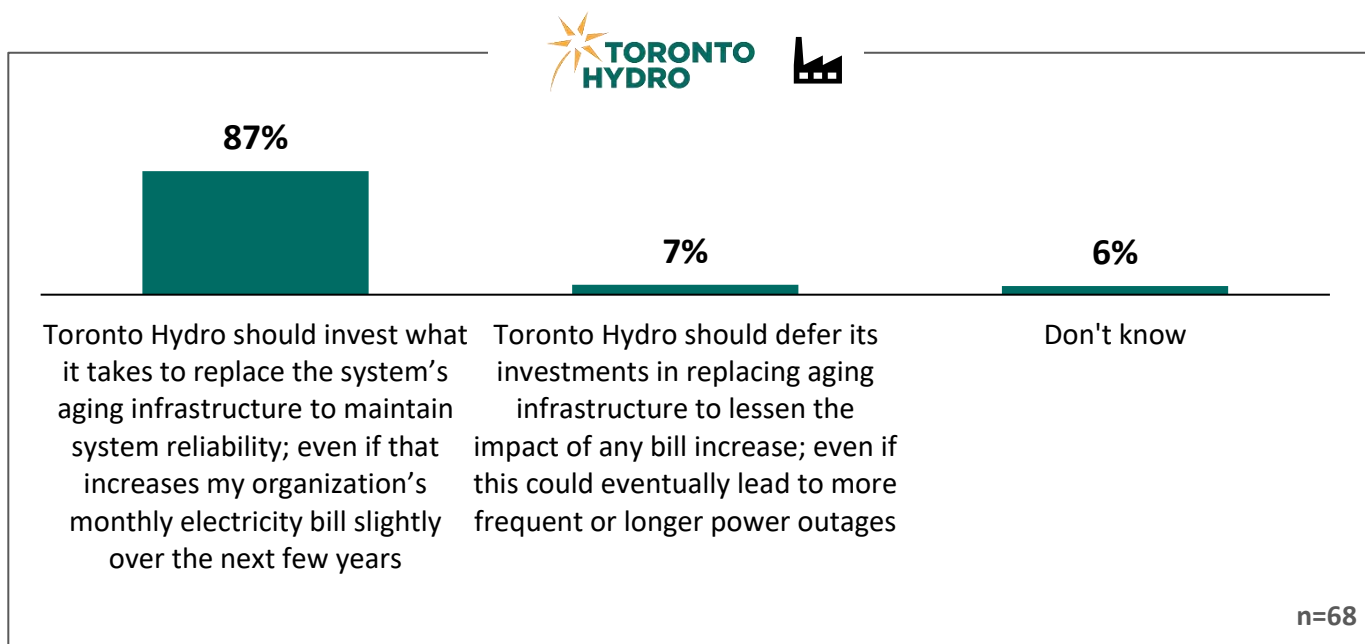 TORONTO
HYDRO
87%
7%
6%
Toronto Hydro should invest what
it takes to replace the system’s
aging infrastructure to maintain
system reliability; even if that
increases my organization’s
monthly electricity bill slightly
over the next few years
Toronto Hydro should defer its
investments in replacing aging
infrastructure to lessen the
impact of any bill increase; even if
this could eventually lead to more
frequent or longer power outages
Don't know
n=68